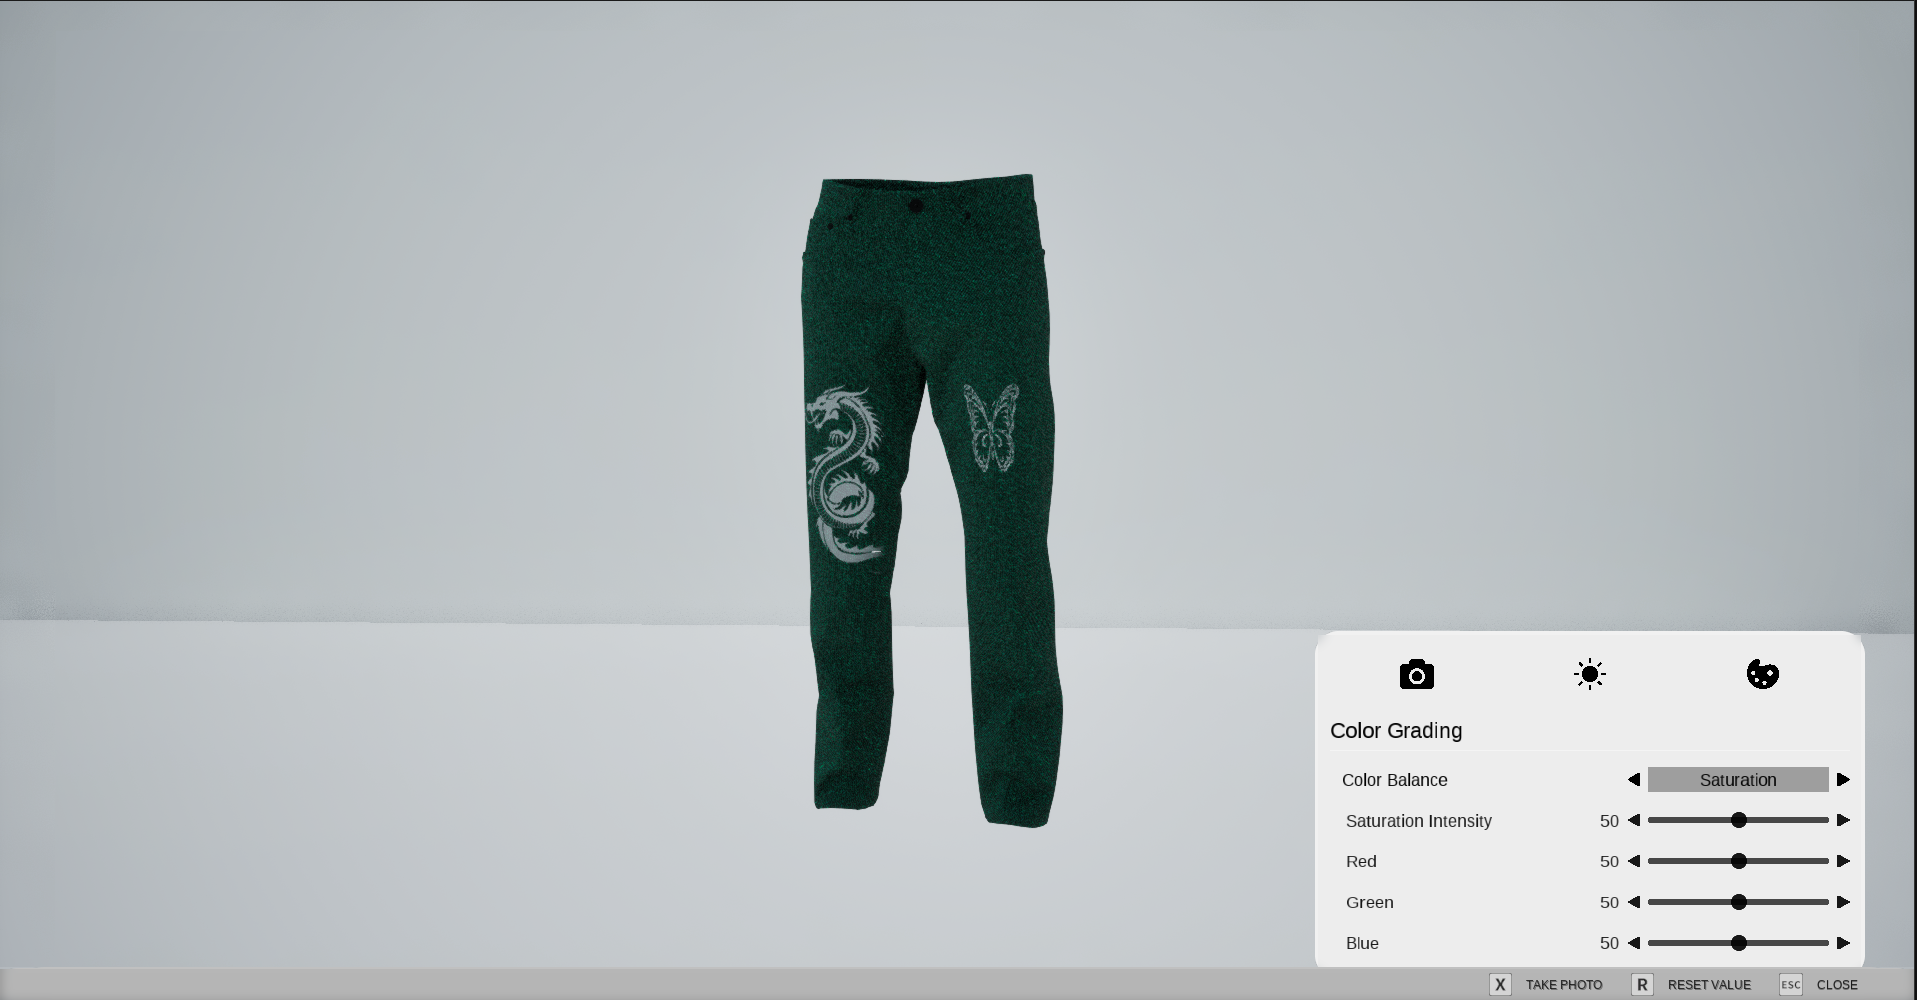 Color Grading
Color Balance
Saturation
Saturation Intensity 50
Red 50
Green 50
Blue 50
X TAKE PHOTO R RESET VALUE ESC CLOSE